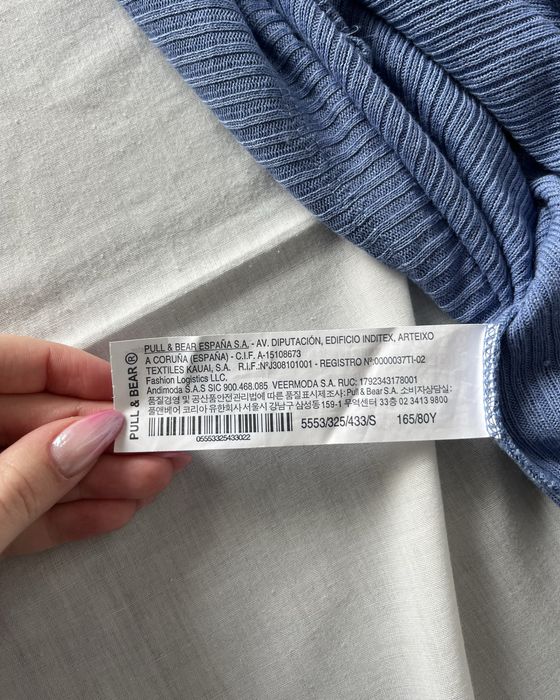 PULL & BEAR®
PULL & BEAR ESPAÑA S.A. - AV. DIPUTACIÓN, EDIFICIO INDITEX, ARTEIXO
A CORUÑA (ESPAÑA) - C.I.F. A-15108673
TEXTILES KAUAI, S.A. R.I.F.:NºJ308101001 - REGISTRO Nº:0000037TI-02
Fashion Logistics LLC.
Andimoda S.A.S SIC 900.468.085 VEERMODA S.A. RUC: 1792343178001
품질경영 및 공산품안전관리법에 따른 품질표시제조사: Pull & Bear S.A. 소비자상담실:
풀앤베어 코리아 유한회사 서울시 강남구 삼성동 159-1 무역센터 33층 02 3413 9800
05553325433022
5553/325/433/S 165/80Y